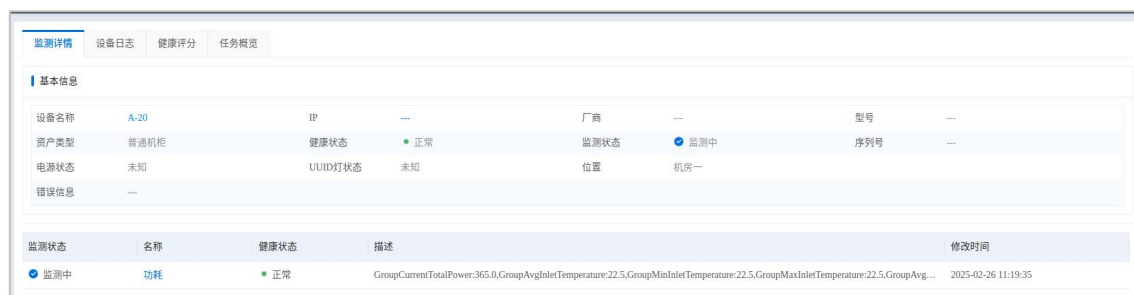 监测详情 设备日志 健康评分 任务概览
基本信息
设备名称 A-20 IP --- 厂商 --- 型号 ---
资产类型 普通机柜 健康状态 正常 监测状态 监测中 序列号 ---
电源状态 未知 UUID灯状态 未知 位置 机房一
错误信息 ---
监测状态 名称 健康状态 描述 修改时间
监测中 功耗 正常 GroupCurrentTotalPower:365.0,GroupAvgInletTemperature:22.5,GroupMinInletTemperature:22.5,GroupMaxInletTemperature:22.5,GroupAvg... 2025-02-26 11:19:35